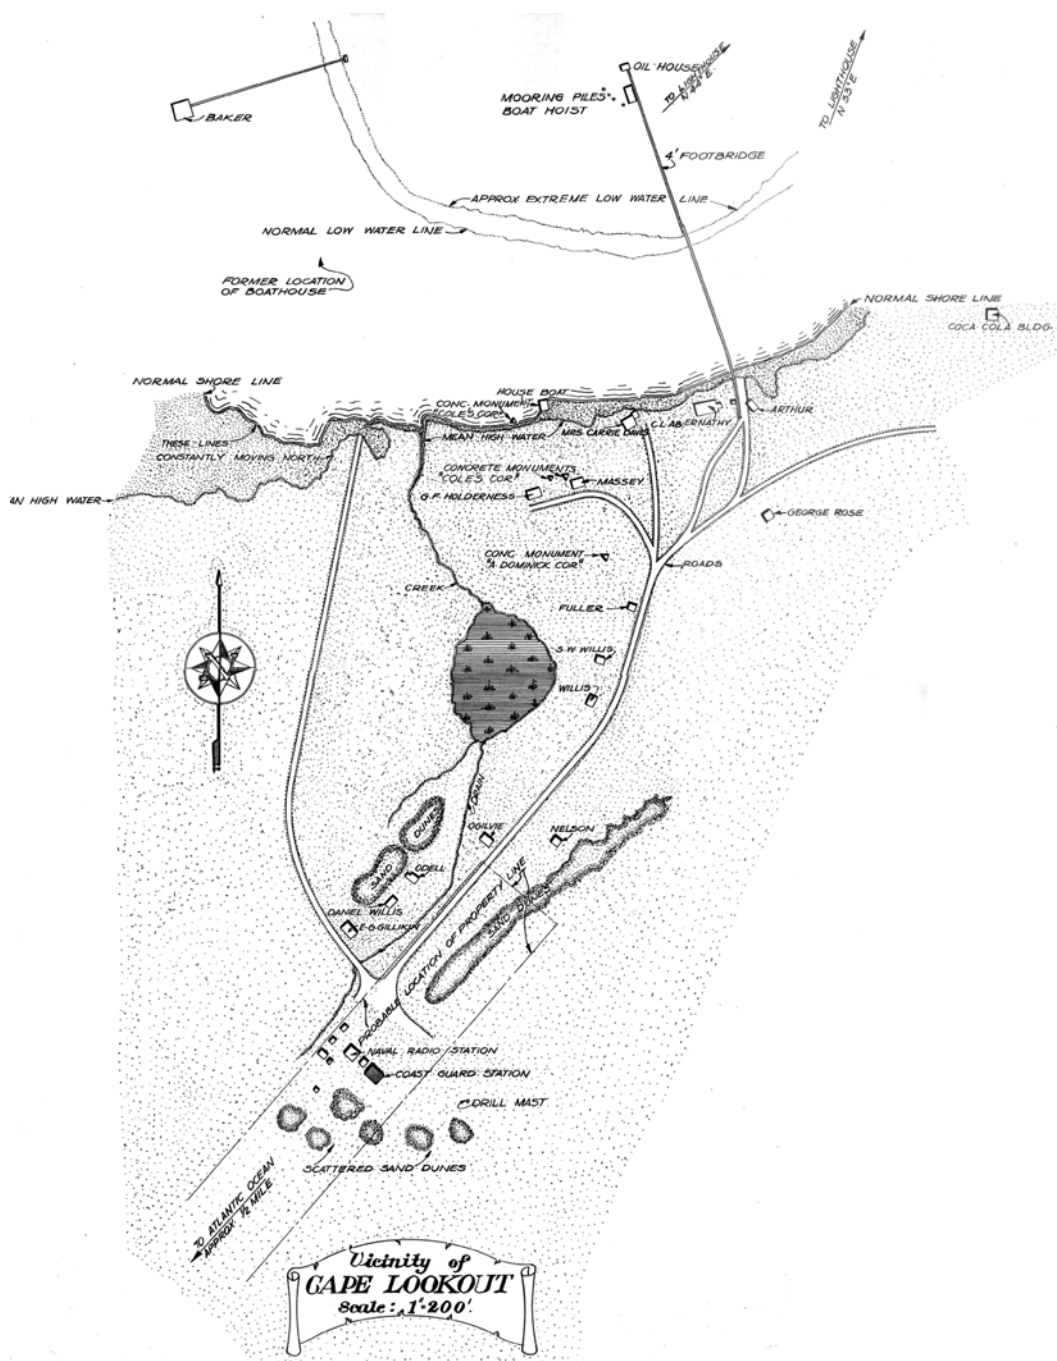 OIL HOUSE
TO LIGHTHOUSE
N 44° E.
TO LIGHTHOUSE
N 33° E
MOORING PILES
BOAT HOIST
BAKER
4' FOOTBRIDGE
APPROX EXTREME LOW WATER LINE
NORMAL LOW WATER LINE
FORMER LOCATION
OF BOATHOUSE
NORMAL SHORE LINE
COCA COLA BLDG.
NORMAL SHORE LINE
HOUSE BOAT
CONC. MONUMENT
"COLES COR"
ARTHUR
C.L. ABERNATHY
MRS. CARRIE DAVIS
MEAN HIGH WATER
THESE LINES
CONSTANTLY MOVING NORTH
CONCRETE MONUMENTS
"COLES COR."
MASSEY
G.F. HOLDERNESS
AN HIGH WATER
GEORGE ROSE
CONC. MONUMENT
"A DOMINICK COR"
ROADS
CREEK
FULLER
S W WILLIS
WILLIS
DRAIN
DUNES
SAND
OGILVIE
NELSON
ODELL
SAND DUNES
DANIEL WILLIS
E-G-GILLIKIN
PROBABLE LOCATION OF PROPERTY LINE
NAVAL RADIO STATION
COAST GUARD STATION
DRILL MAST
SCATTERED SAND DUNES
TO ATLANTIC OCEAN
APPROX ½ MILE
Vicinity of
CAPE LOOKOUT
Scale: 1"=200'.